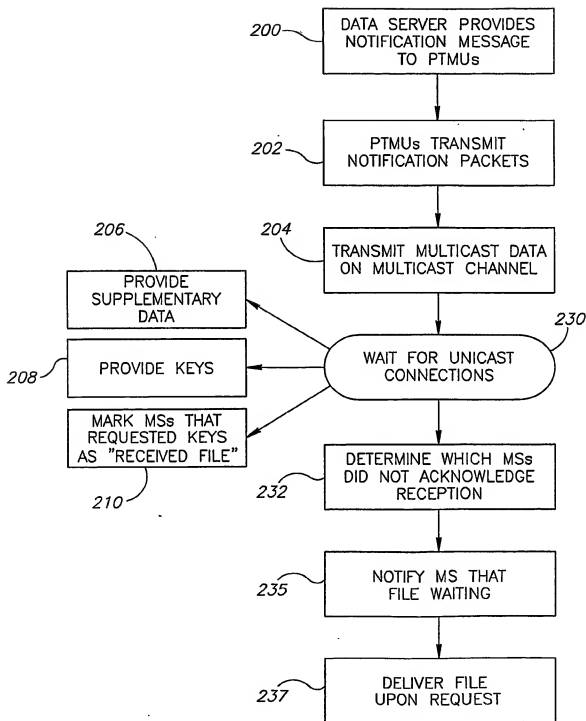 200
DATA SERVER PROVIDES
NOTIFICATION MESSAGE
TO PTMUs
202
PTMUs TRANSMIT
NOTIFICATION PACKETS
204
TRANSMIT MULTICAST DATA
ON MULTICAST CHANNEL
206
PROVIDE
SUPPLEMENTARY
DATA
208
PROVIDE KEYS
MARK MSs THAT
REQUESTED KEYS
AS "RECEIVED FILE"
210
230
WAIT FOR UNICAST
CONNECTIONS
232
DETERMINE WHICH MSs
DID NOT ACKNOWLEDGE
RECEPTION
235
NOTIFY MS THAT
FILE WAITING
237
DELIVER FILE
UPON REQUEST